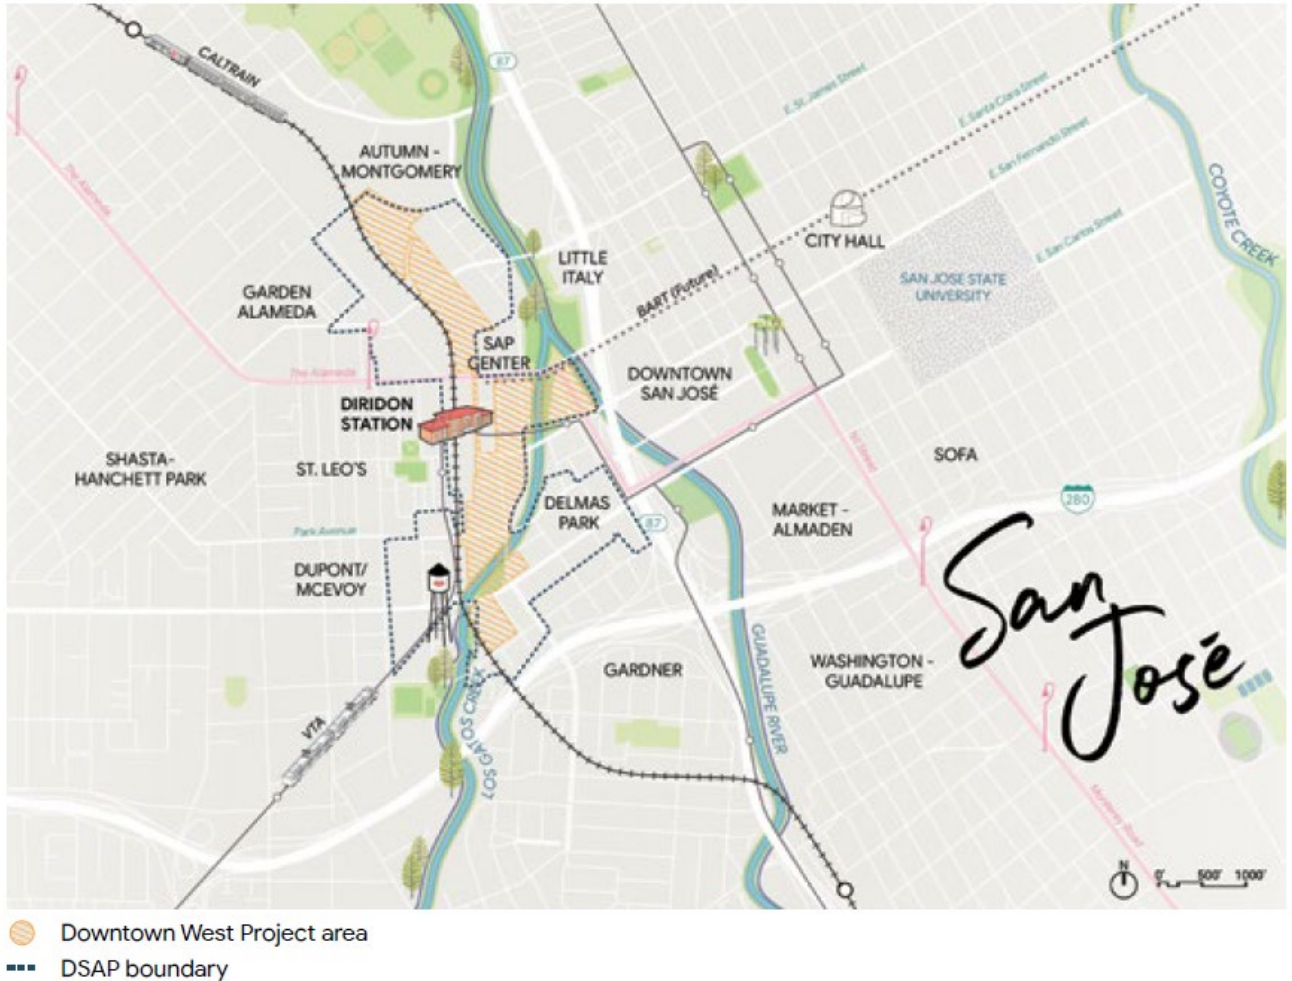 CALTRAIN
87
E. St. James Street
E. Santa Clara Street
E. San Fernando Street
AUTUMN -
MONTGOMERY
The Alameda
COYOTE CREEK
CITY HALL
E. San Carlos Street
LITTLE
ITALY
BART (Future)
SAN JOSE STATE
UNIVERSITY
GARDEN
ALAMEDA
SAP
CENTER
The Alameda
DOWNTOWN
SAN JOSÉ
DIRIDON
STATION
SHASTA-
HANCHETT PARK
ST. LEO'S
1st Street
SOFA
DELMAS
PARK
87
MARKET -
ALMADEN
280
Park Avenue
DUPONT/
MCEVOY
San
José
GARDNER
GUADALUPE RIVER
WASHINGTON -
GUADALUPE
LOS GATOS CREEK
VTA
Monterey Road
N
0' 500' 1000'
Downtown West Project area
DSAP boundary